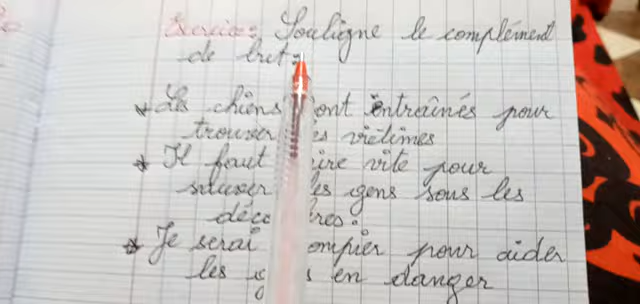 Exercice: Souligne le complément
de but:
* Les chiens sont entraînés pour
trouver les victimes
* Il faut faire vite pour
sauver les gens sous les
décombres.
* Je serai pompier pour aider
les gens en danger